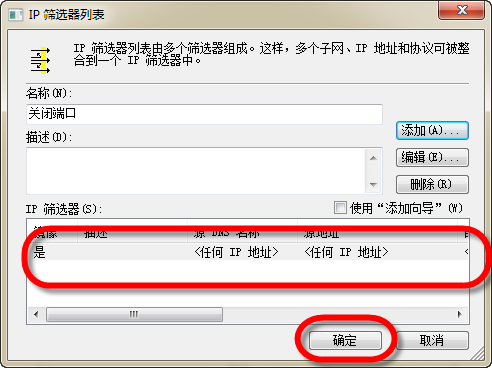 IP 筛选器列表
IP 筛选器列表由多个筛选器组成。这样，多个子网、IP 地址和协议可被整
合到一个 IP 筛选器中。
名称(N):
关闭端口
添加(A)...
描述(D):
编辑(E)...
删除(R)
IP 筛选器(S):
使用“添加向导”(W)
镜像 描述 源 DNS 名称 源地址
是 <任何 IP 地址> <任何 IP 地址> <
确定 取消